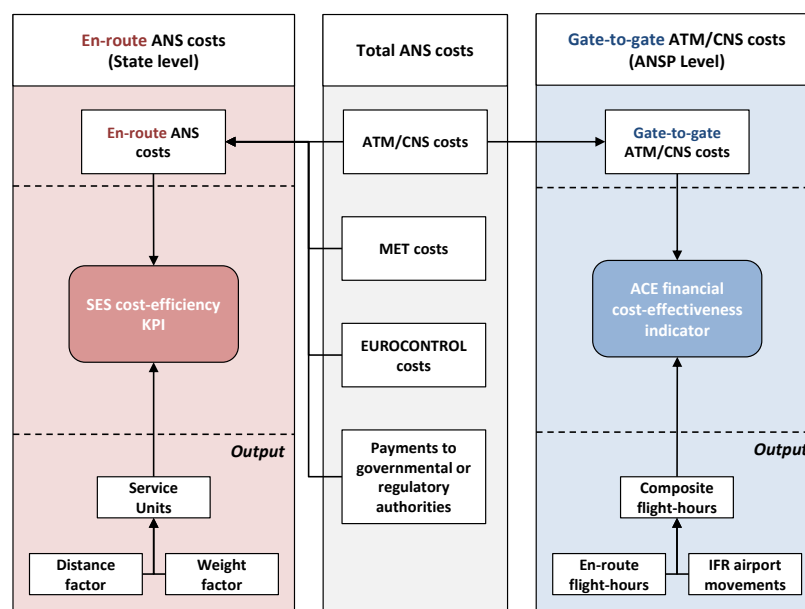 En-route ANS costs
(State level)
Total ANS costs
Gate-to-gate ATM/CNS costs
(ANSP Level)
En-route ANS
costs
ATM/CNS costs
Gate-to-gate
ATM/CNS costs
MET costs
SES cost-efficiency
KPI
ACE financial
cost-effectiveness
indicator
EUROCONTROL
costs
Output
Payments to
governmental or
regulatory
authorities
Output
Service
Units
Composite
flight-hours
Distance
factor
Weight
factor
En-route
flight-hours
IFR airport
movements